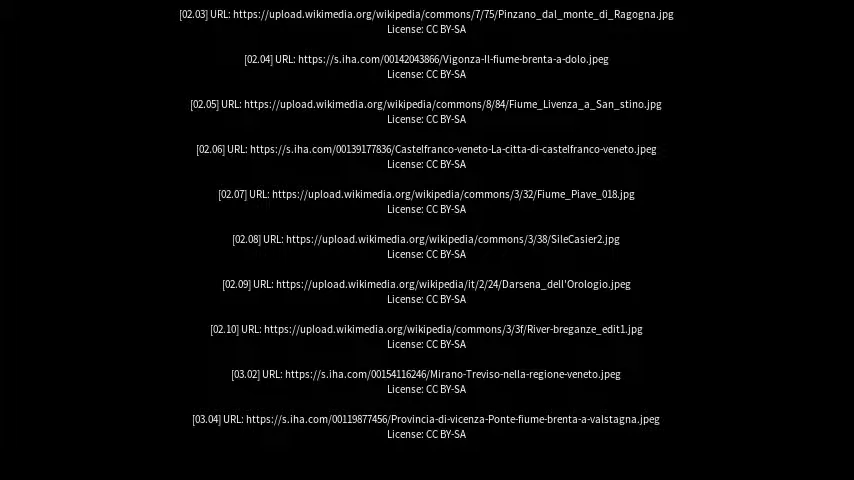 [02.03] URL: https://upload.wikimedia.org/wikipedia/commons/7/75/Pinzano_dal_monte_di_Ragogna.jpg
License: CC BY-SA
[02.04] URL: https://s.iha.com/00142043866/Vigonza-Il-fiume-brenta-a-dolo.jpeg
License: CC BY-SA
[02.05] URL: https://upload.wikimedia.org/wikipedia/commons/8/84/Fiume_Livenza_a_San_stino.jpg
License: CC BY-SA
[02.06] URL: https://s.iha.com/00139177836/Castelfranco-veneto-La-citta-di-castelfranco-veneto.jpeg
License: CC BY-SA
[02.07] URL: https://upload.wikimedia.org/wikipedia/commons/3/32/Fiume_Piave_018.jpg
License: CC BY-SA
[02.08] URL: https://upload.wikimedia.org/wikipedia/commons/3/38/SileCasier2.jpg
License: CC BY-SA
[02.09] URL: https://upload.wikimedia.org/wikipedia/it/2/24/Darsena_dell'Orologio.jpeg
License: CC BY-SA
[02.10] URL: https://upload.wikimedia.org/wikipedia/commons/3/3f/River-breganze_edit1.jpg
License: CC BY-SA
[03.02] URL: https://s.iha.com/00154116246/Mirano-Treviso-nella-regione-veneto.jpeg
License: CC BY-SA
[03.04] URL: https://s.iha.com/00119877456/Provincia-di-vicenza-Ponte-fiume-brenta-a-valstagna.jpeg
License: CC BY-SA